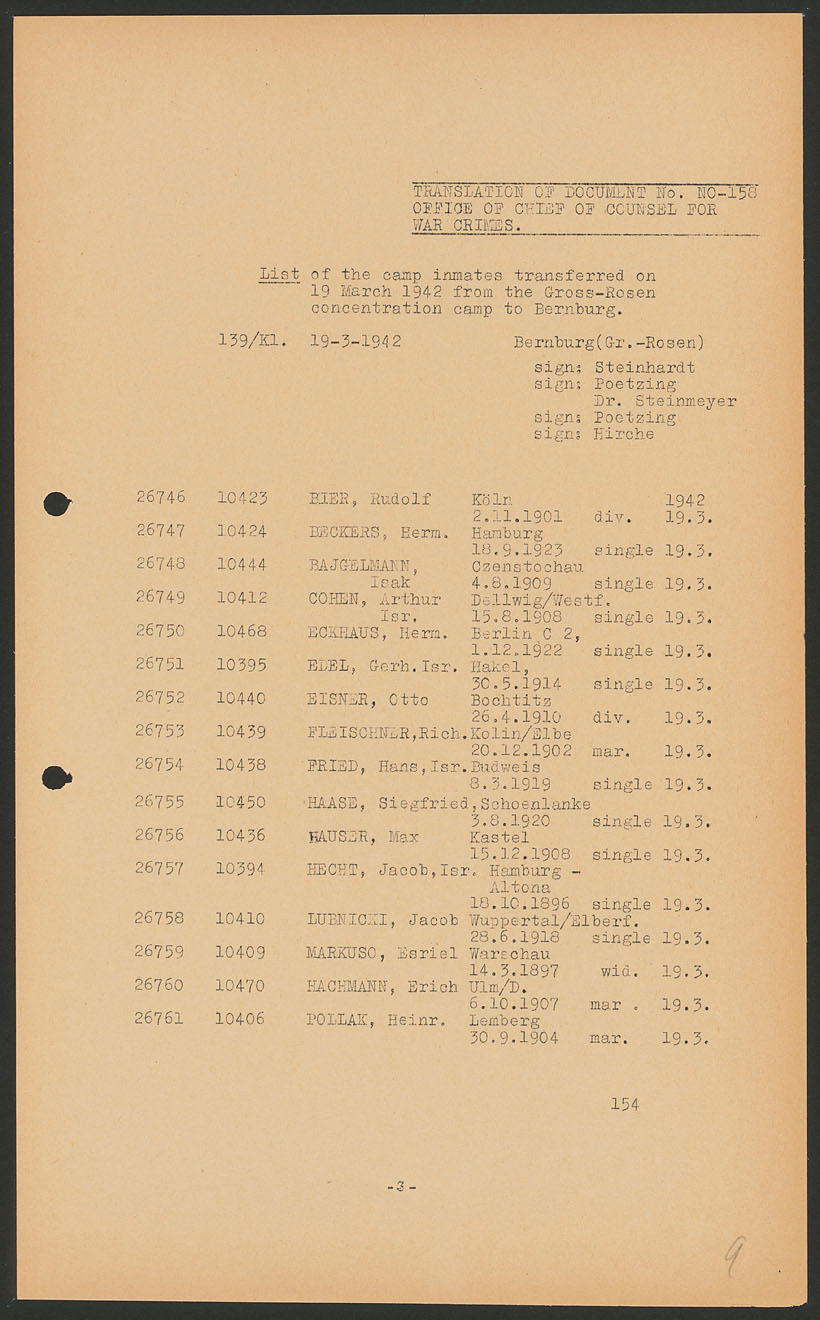 TRANSLATION OF DOCUMENT No. NO-158
OFFICE OF CHIEF OF COUNSEL FOR
WAR CRIMES.
List of the camp inmates transferred on
19 March 1942 from the Gross-Rosen
concentration camp to Bernburg.
139/Kl. 19-3-1942 Bernburg(Gr.-Rosen)
sign: Steinhardt
sign: Poetzing
Dr. Steinmeyer
sign: Poetzing
sign: Hirche
26746 10423 BIER, Rudolf Köln 1942
2.11.1901 div. 19.3.
26747 10424 BECKERS, Herm. Hamburg
18.9.1923 single 19.3.
26748 10444 BAJGELMANN, Czenstochau
Isak 4.8.1909 single 19.3.
26749 10412 COHEN, Arthur Dellwig/Westf.
Isr. 15.8.1908 single 19.3.
26750 10468 ECKHAUS, Herm. Berlin C 2,
1.12.1922 single 19.3.
26751 10395 EDEL, Gerh.Isr. Hakel,
30.5.1914 single 19.3.
26752 10440 EISNER, Otto Bochtitz
26.4.1910 div. 19.3.
26753 10439 FLEISCHNER,Rich.Kolin/Elbe
20.12.1902 mar. 19.3.
26754 10438 FRIED, Hans,Isr.Budweis
8.3.1919 single 19.3.
26755 10450 HAASE, Siegfried,Schoenlanke
3.8.1920 single 19.3.
26756 10436 HAUSER, Max Kastel
15.12.1908 single 19.3.
26757 10394 HECHT, Jacob,Isr. Hamburg -
Altona
18.10.1896 single 19.3.
26758 10410 LUBNICKI, Jacob Wuppertal/Elberf.
28.6.1918 single 19.3.
26759 10409 MARKUSO, Esriel Warschau
14.3.1897 wid. 19.3.
26760 10470 HACHMANN, Erich Ulm/D.
6.10.1907 mar . 19.3.
26761 10406 POLLAK, Heinr. Lemberg
30.9.1904 mar. 19.3.
154
-3-
9